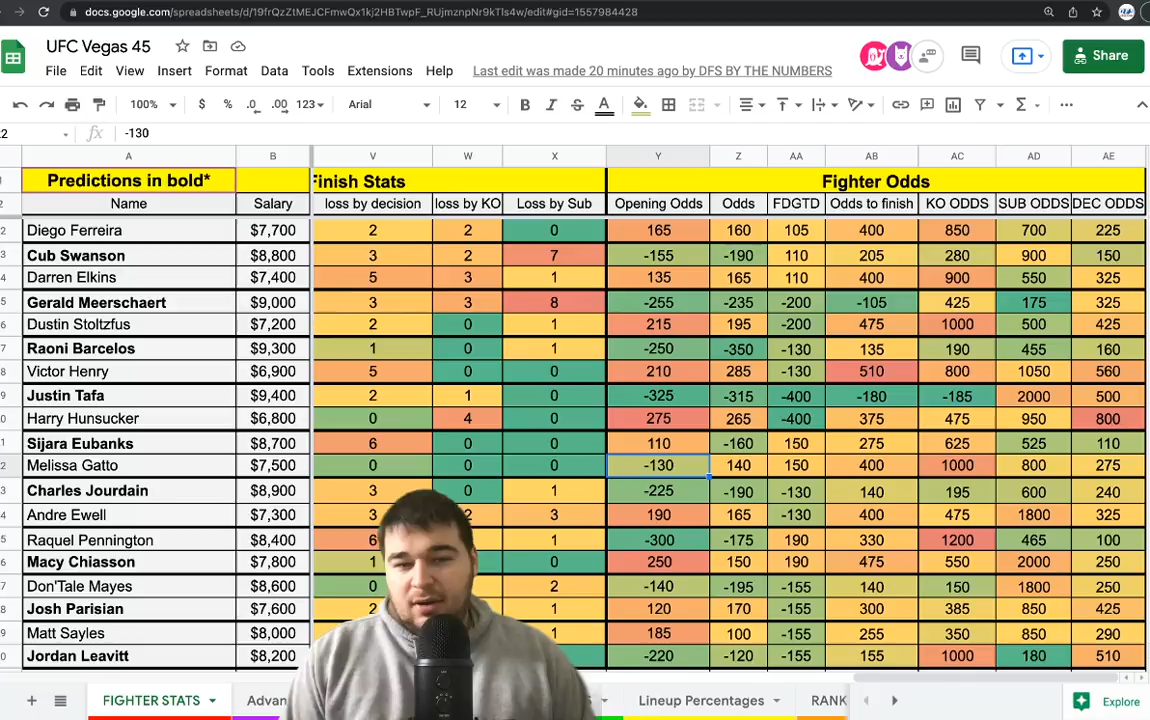 docs.google.com/spreadsheets/d/19frQzZtMEJCFmwQx1kj2HBTwpF_RUjmznpNr9kTIs4w/edit#gid=1557984428
UFC Vegas 45
File Edit View Insert Format Data Tools Extensions Help Last edit was made 20 minutes ago by DFS BY THE NUMBERS
Share
100% $ % .0 .00 123 Arial 12 B I S A
fx -130
A B V W X Y Z AA AB AC AD AE
Predictions in bold* Finish Stats Fighter Odds
Name Salary loss by decision loss by KO Loss by Sub Opening Odds Odds FDGTD Odds to finish KO ODDS SUB ODDS DEC ODDS
Diego Ferreira $7,700 2 2 0 165 160 105 400 850 700 225
Cub Swanson $8,800 3 2 7 -155 -190 110 205 280 900 150
Darren Elkins $7,400 5 3 1 135 165 110 400 900 550 325
Gerald Meerschaert $9,000 3 3 8 -255 -235 -200 -105 425 175 325
Dustin Stoltzfus $7,200 2 0 1 215 195 -200 475 1000 500 425
Raoni Barcelos $9,300 1 0 1 -250 -350 -130 135 190 455 160
Victor Henry $6,900 5 0 0 210 285 -130 510 800 1050 560
Justin Tafa $9,400 2 1 0 -325 -315 -400 -180 -185 2000 500
Harry Hunsucker $6,800 0 4 0 275 265 -400 375 475 950 800
Sijara Eubanks $8,700 6 0 0 110 -160 150 275 625 525 110
Melissa Gatto $7,500 0 0 0 -130 140 150 400 1000 800 275
Charles Jourdain $8,900 3 0 1 -225 -190 -130 140 195 600 240
Andre Ewell $7,300 3 2 3 190 165 -130 400 475 1800 325
Raquel Pennington $8,400 6 1 -300 -175 190 330 1200 465 100
Macy Chiasson $7,800 1 0 250 150 190 475 550 2000 250
Don'Tale Mayes $8,600 0 2 -140 -195 -155 140 150 1800 250
Josh Parisian $7,600 2 1 120 170 -155 300 385 850 425
Matt Sayles $8,000 1 185 100 -155 255 350 850 290
Jordan Leavitt $8,200 -220 -120 -155 155 1000 180 510
FIGHTER STATS Advan Lineup Percentages RANK Explore